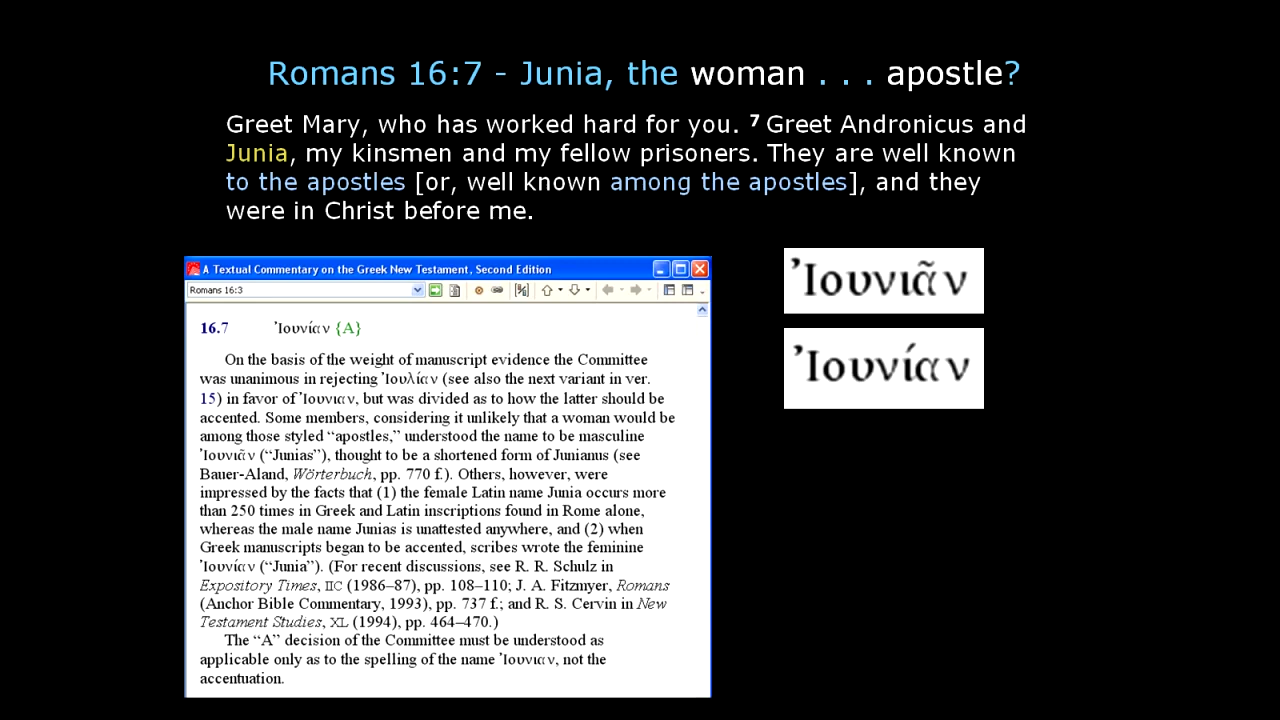 Romans 16:7 - Junia, the woman . . . apostle?
Greet Mary, who has worked hard for you. 7 Greet Andronicus and
Junia, my kinsmen and my fellow prisoners. They are well known
to the apostles [or, well known among the apostles], and they
were in Christ before me.
A Textual Commentary on the Greek New Testament, Second Edition
Romans 16:3
16.7 Ἰουνίαν {A}
On the basis of the weight of manuscript evidence the Committee
was unanimous in rejecting Ἰουλίαν (see also the next variant in ver.
15) in favor of Ἰουνιαν, but was divided as to how the latter should be
accented. Some members, considering it unlikely that a woman would be
among those styled “apostles,” understood the name to be masculine
Ἰουνιᾶν (“Junias”), thought to be a shortened form of Junianus (see
Bauer-Aland, Wörterbuch, pp. 770 f.). Others, however, were
impressed by the facts that (1) the female Latin name Junia occurs more
than 250 times in Greek and Latin inscriptions found in Rome alone,
whereas the male name Junias is unattested anywhere, and (2) when
Greek manuscripts began to be accented, scribes wrote the feminine
Ἰουνίαν (“Junia”). (For recent discussions, see R. R. Schulz in
Expository Times, IIC (1986–87), pp. 108–110; J. A. Fitzmyer, Romans
(Anchor Bible Commentary, 1993), pp. 737 f.; and R. S. Cervin in New
Testament Studies, XL (1994), pp. 464–470.)
The “A” decision of the Committee must be understood as
applicable only as to the spelling of the name Ἰουνιαν, not the
accentuation.
Ἰουνιᾶν
Ἰουνίαν